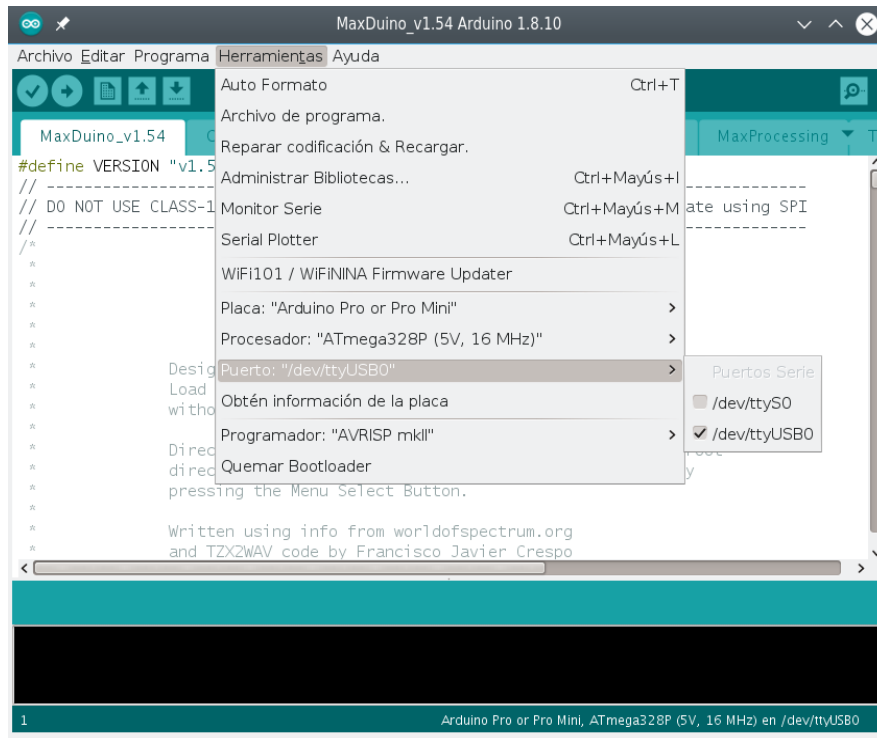 MaxDuino_v1.54 Arduino 1.8.10
Archivo Editar Programa Herramientas Ayuda
Auto Formato Ctrl+T
Archivo de programa.
Reparar codificación & Recargar.
Administrar Bibliotecas... Ctrl+Mayús+I
Monitor Serie Ctrl+Mayús+M
Serial Plotter Ctrl+Mayús+L
WiFi101 / WiFiNINA Firmware Updater
Placa: "Arduino Pro or Pro Mini"
Procesador: "ATmega328P (5V, 16 MHz)"
Puerto: "/dev/ttyUSB0"
Obtén información de la placa
Programador: "AVRISP mkII"
Quemar Bootloader
Puertos Serie
/dev/ttyS0
/dev/ttyUSB0
MaxDuino_v1.54 MaxProcessing
#define VERSION "v1.5
// --------------------
// DO NOT USE CLASS-1 ate using SPI
// --------------------
/*
*
*
*
*
* Desig
* Load
* witho
*
* Direc
* direc y
* pressing the Menu Select Button.
*
* Written using info from worldofspectrum.org
* and TZX2WAV code by Francisco Javier Crespo
1 Arduino Pro or Pro Mini, ATmega328P (5V, 16 MHz) en /dev/ttyUSB0